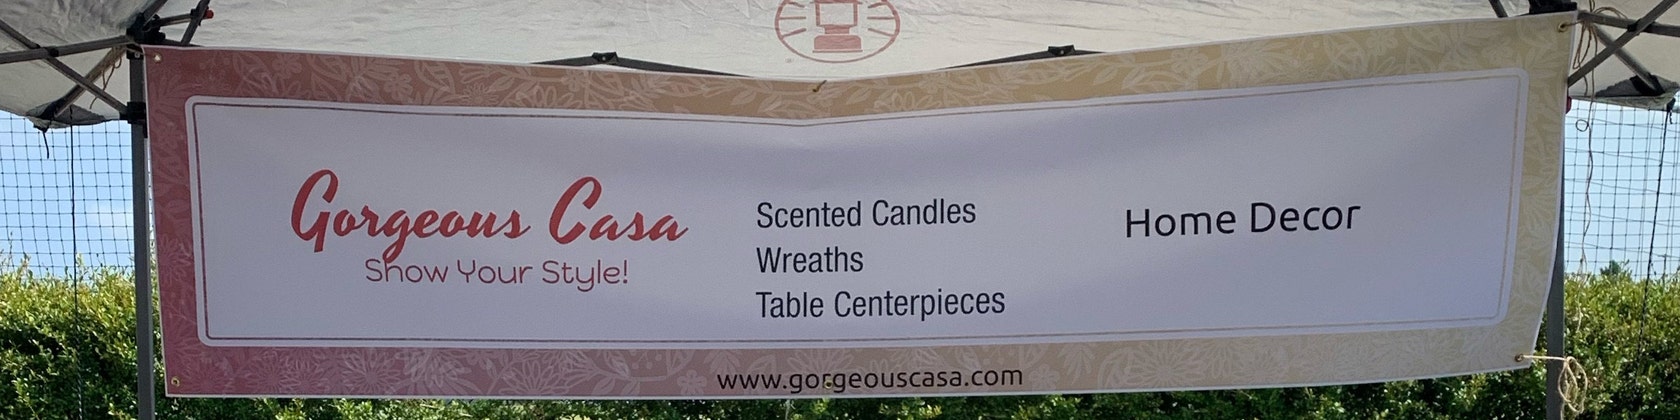 Gorgeous Casa
Show Your Style!
Scented Candles
Wreaths
Table Centerpieces
Home Decor
www.gorgeouscasa.com